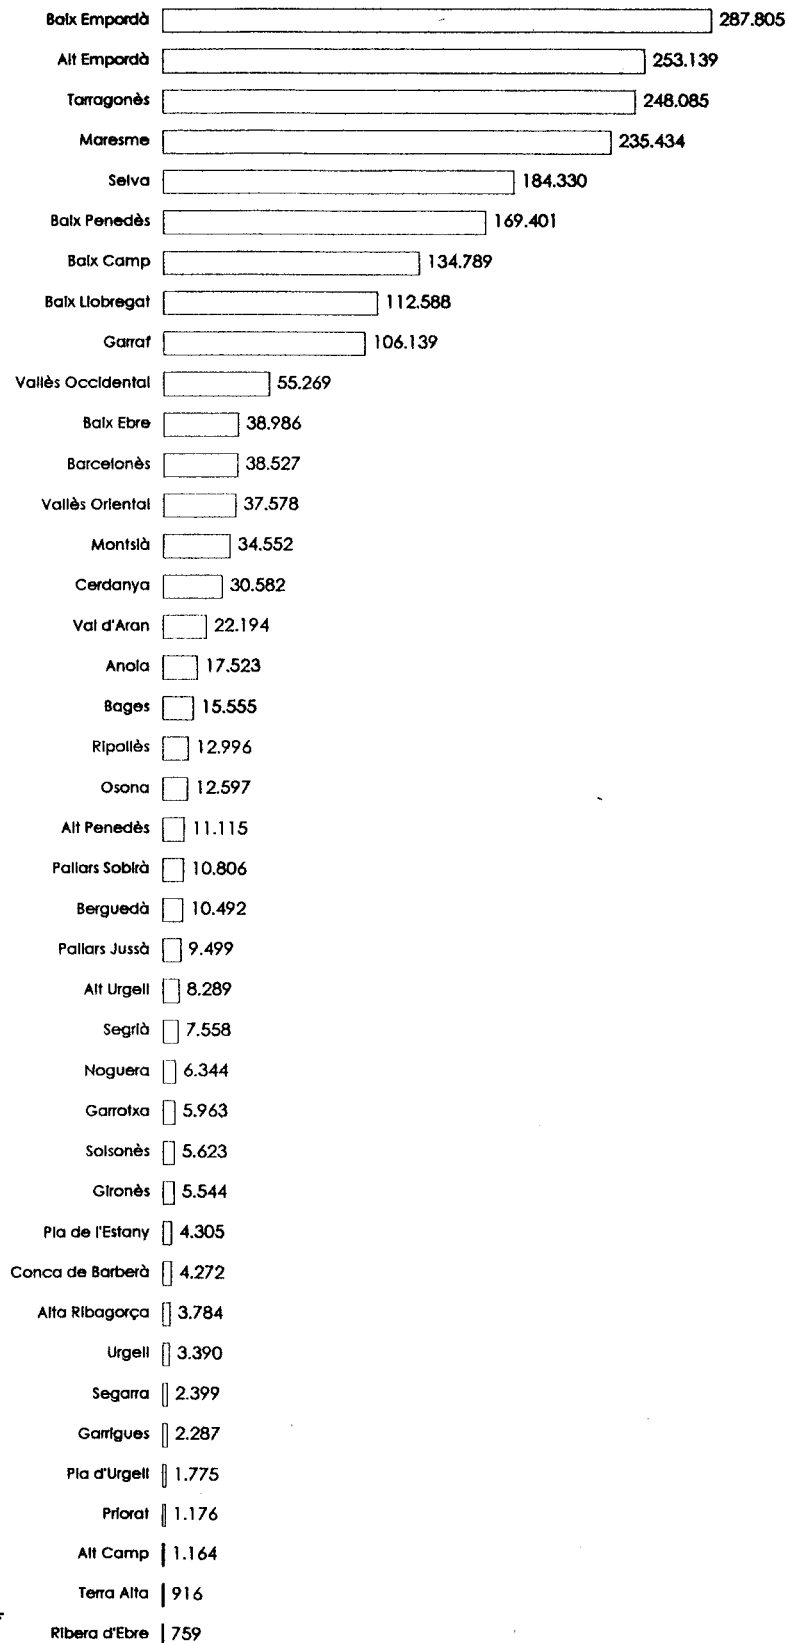 Baix Empordà 287.805
Alt Empordà 253.139
Tarragonès 248.085
Maresme 235.434
Selva 184.330
Baix Penedès 169.401
Baix Camp 134.789
Baix Llobregat 112.588
Garraf 106.139
Vallès Occidental 55.269
Baix Ebre 38.986
Barcelonès 38.527
Vallès Oriental 37.578
Montsià 34.552
Cerdanya 30.582
Val d'Aran 22.194
Anoia 17.523
Bages 15.555
Ripollès 12.996
Osona 12.597
Alt Penedès 11.115
Pallars Sobirà 10.806
Berguedà 10.492
Pallars Jussà 9.499
Alt Urgell 8.289
Segrià 7.558
Noguera 6.344
Garrotxa 5.963
Solsonès 5.623
Gironès 5.544
Pla de l'Estany 4.305
Conca de Barberà 4.272
Alta Ribagorça 3.784
Urgell 3.390
Segarra 2.399
Garrigues 2.287
Pla d'Urgell 1.775
Priorat 1.176
Alt Camp 1.164
Terra Alta 916
Ribera d'Ebre 759